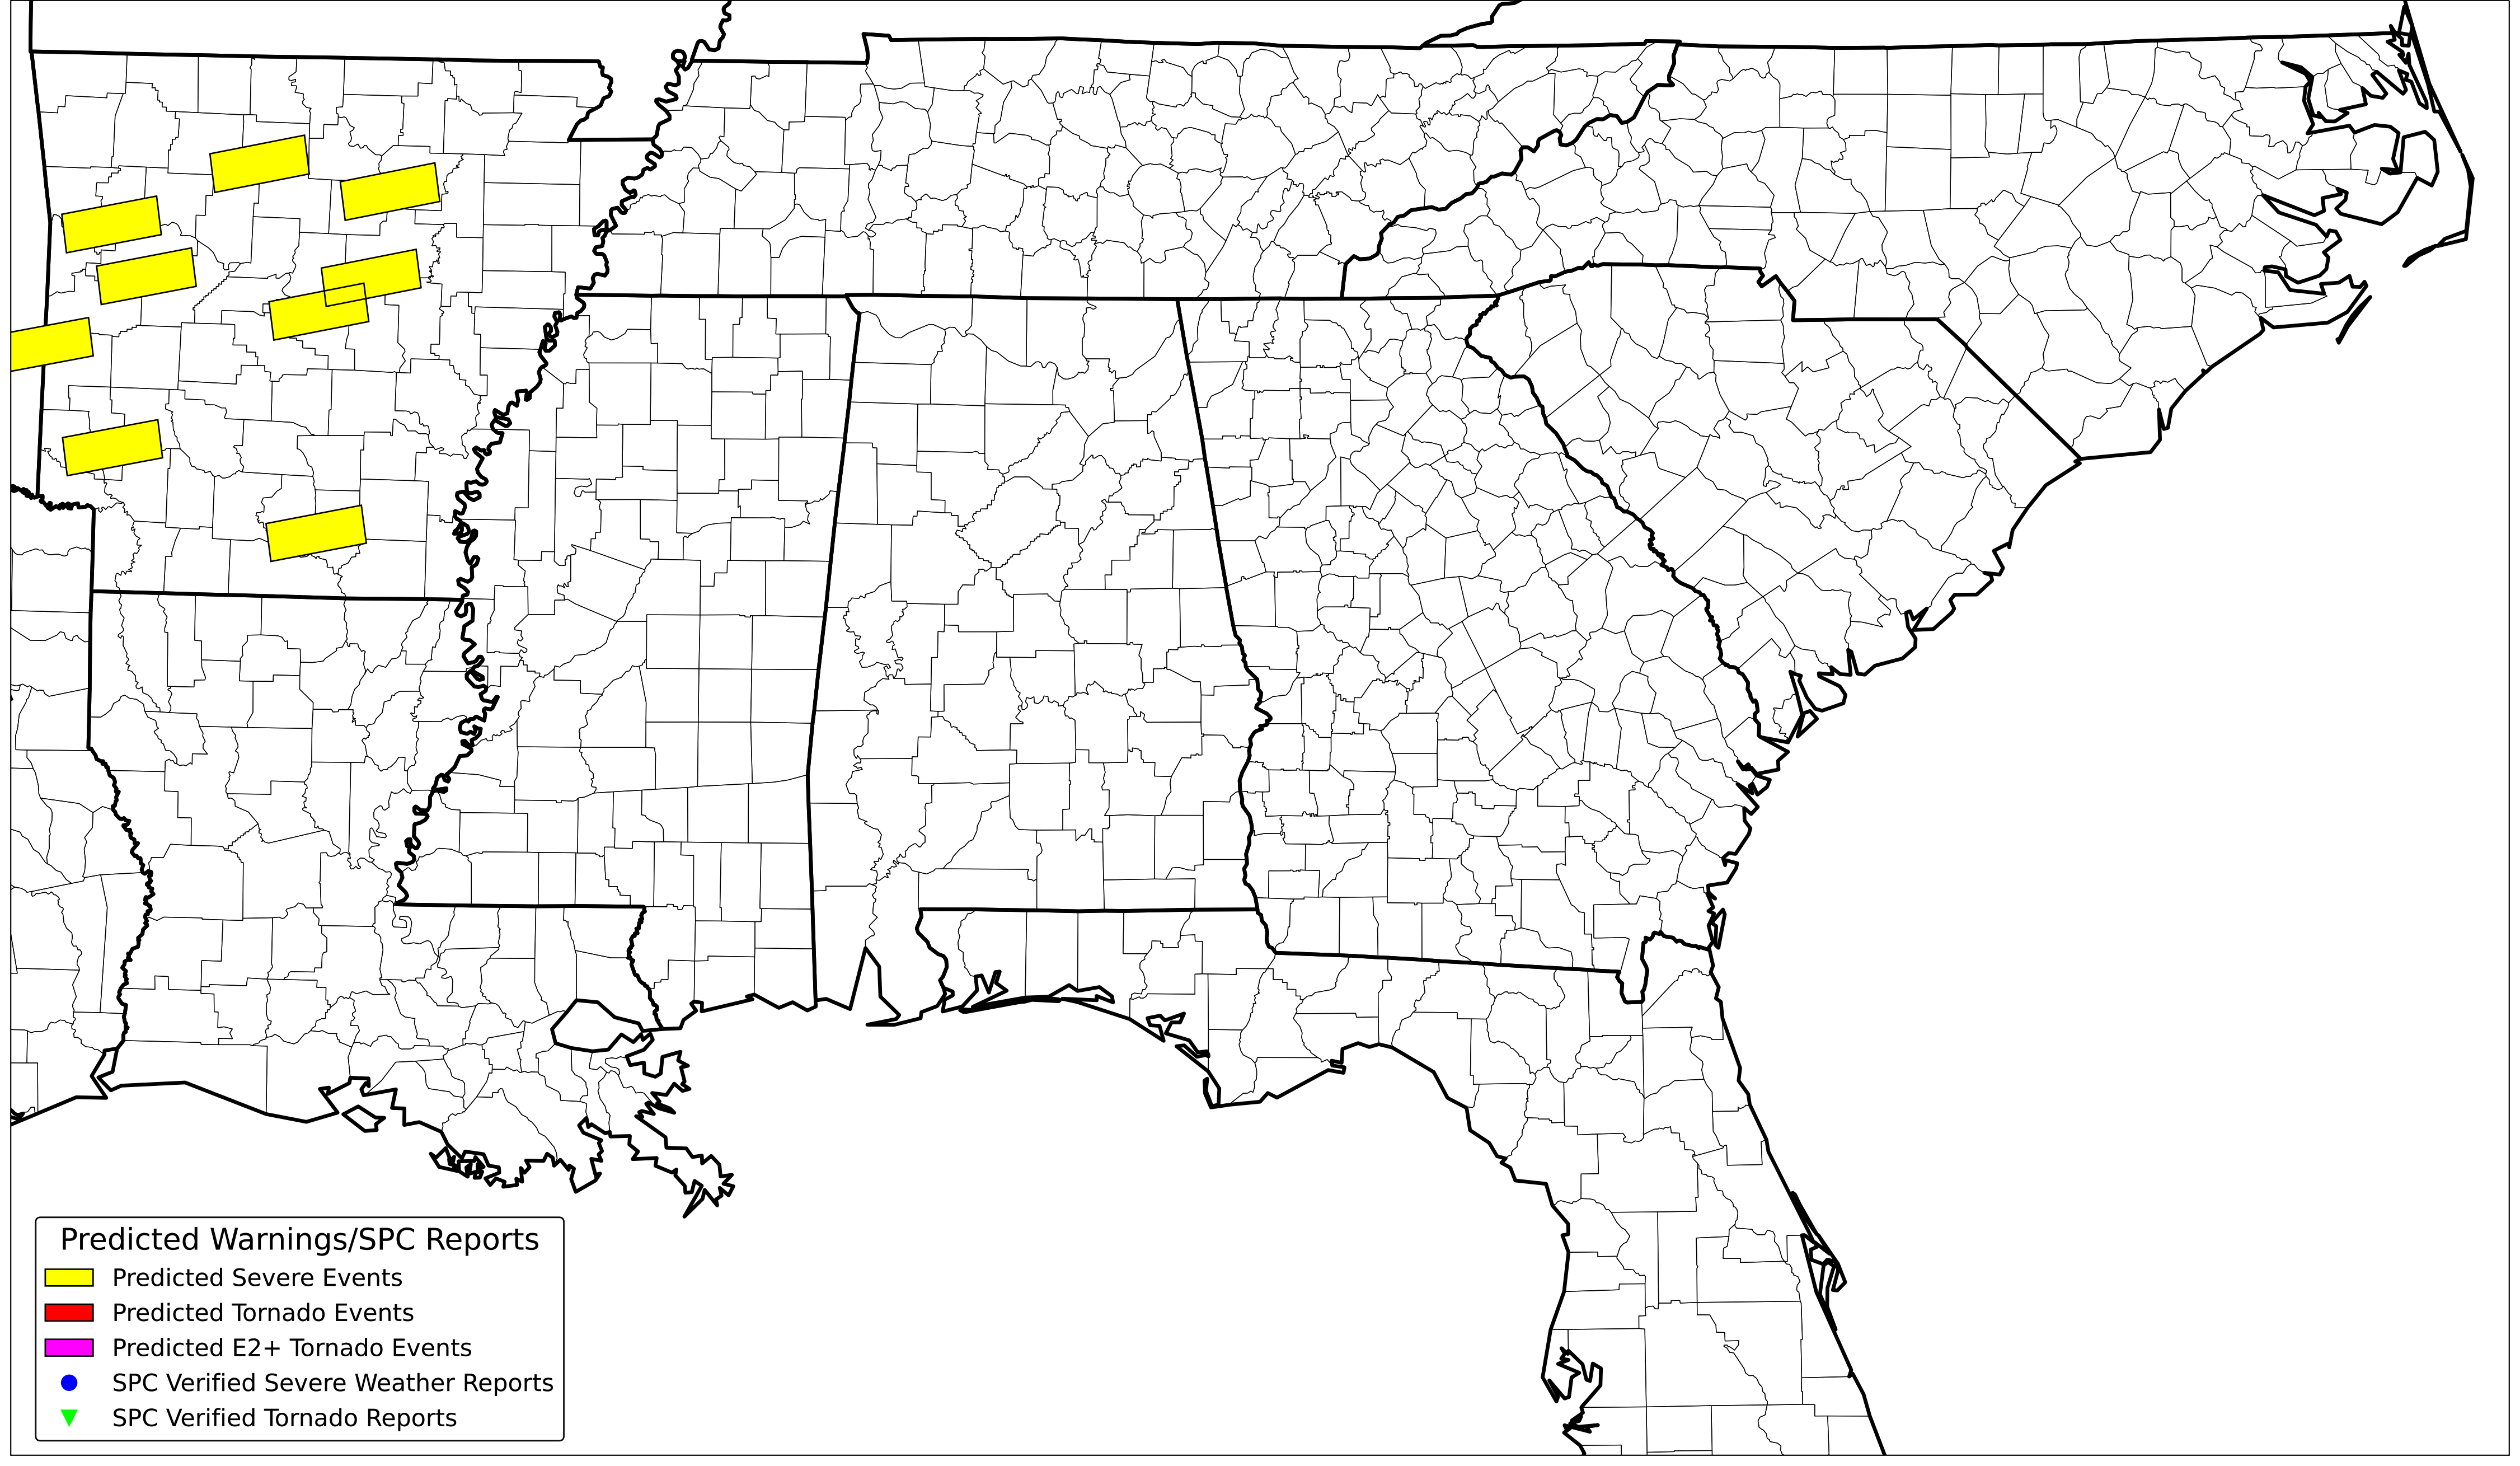 Predicted Warnings/SPC Reports
Predicted Severe Events
Predicted Tornado Events
Predicted E2+ Tornado Events
SPC Verified Severe Weather Reports
SPC Verified Tornado Reports